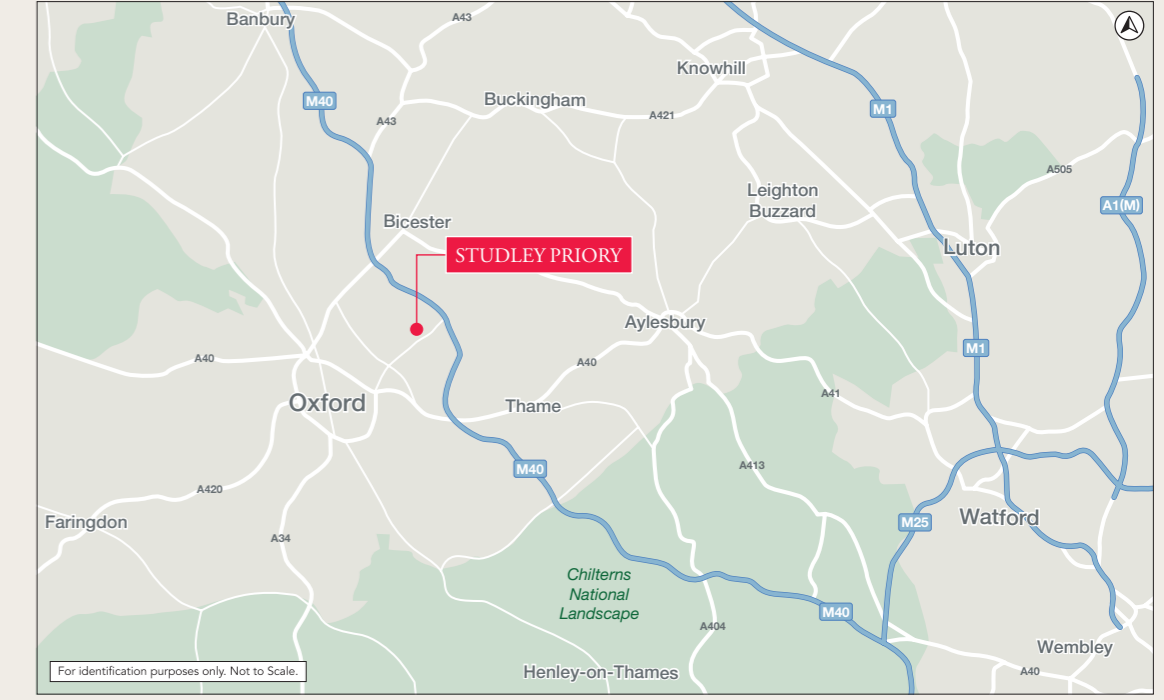 Banbury
A43
Knowhill
M40
Buckingham
M1
A43
A421
A505
Leighton
Buzzard
A1(M)
Bicester
STUDLEY PRIORY
Luton
Aylesbury
M1
A40
A40
A41
Oxford
Thame
M40
A413
A420
Faringdon
A34
M25
Watford
Chilterns
National
Landscape
M40
A404
Wembley
For identification purposes only. Not to Scale.
Henley-on-Thames
A40